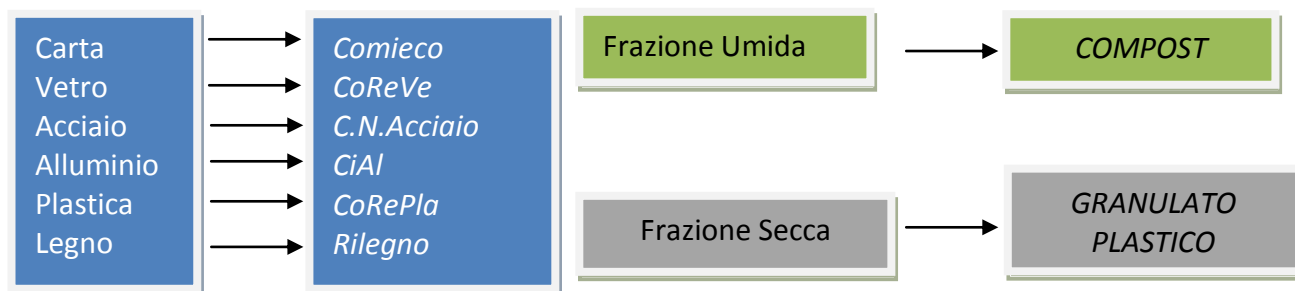 Carta
Vetro
Acciaio
Alluminio
Plastica
Legno
Comieco
CoReVe
C.N.Acciaio
CiAl
CoRePla
Rilegno
Frazione Umida
COMPOST
Frazione Secca
GRANULATO
PLASTICO